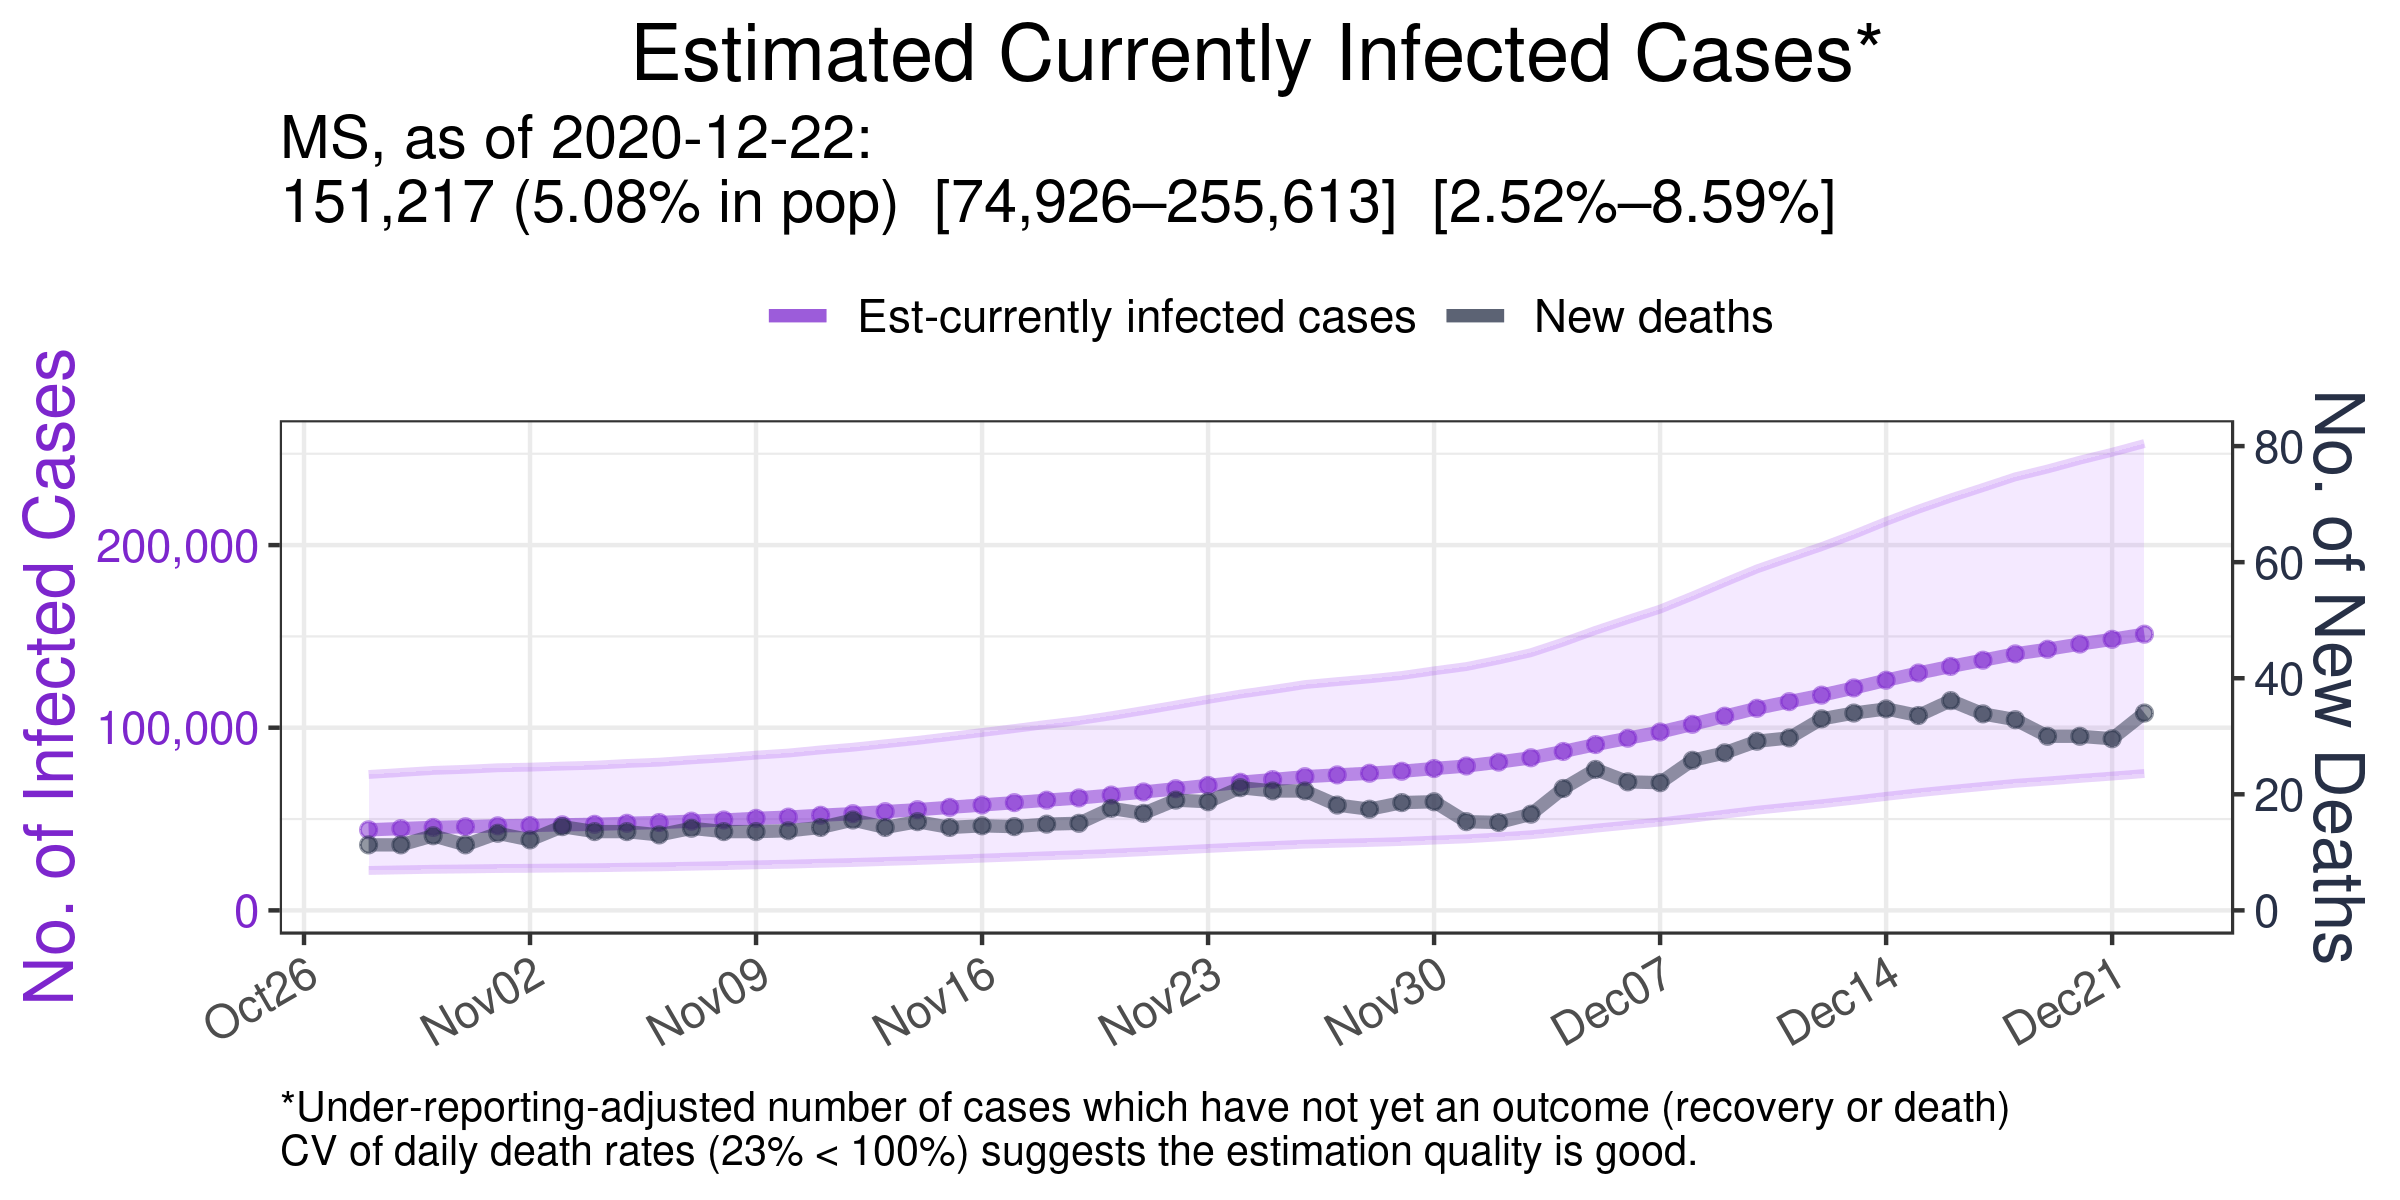 Estimated Currently Infected Cases*
MS, as of 2020-12-22:
151,217 (5.08% in pop)  [74,926–255,613]  [2.52%–8.59%]
Est-currently infected cases
New deaths
No. of Infected Cases
200,000
100,000
0
80
60
40
20
0
No. of New Deaths
Oct26
Nov02
Nov09
Nov16
Nov23
Nov30
Dec07
Dec14
Dec21
*Under-reporting-adjusted number of cases which have not yet an outcome (recovery or death)
CV of daily death rates (23% < 100%) suggests the estimation quality is good.